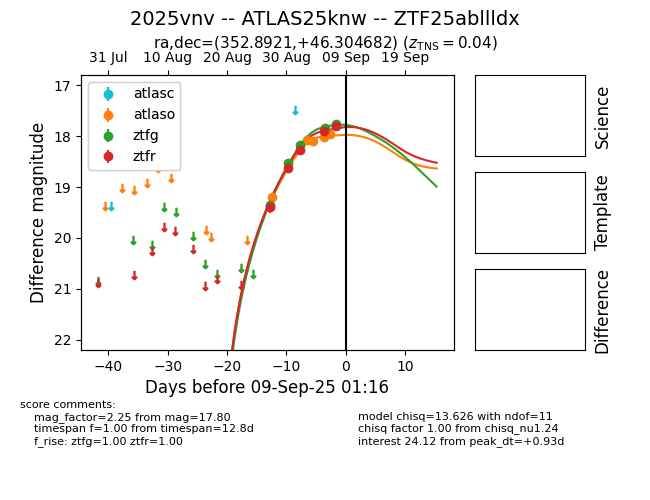 2025vnv -- ATLAS25knw -- ZTF25abllldx
ra,dec=(352.8921,+46.304682) (zTNS = 0.04)
31 Jul 10 Aug 20 Aug 30 Aug 09 Sep 19 Sep
atlasc
atlaso
ztfg
ztfr
17
18
19
20
21
22
Difference magnitude
−40 −30 −20 −10 0 10
Days before 09-Sep-25 01:16
Science
Template
Difference
score comments:
mag_factor=2.25 from mag=17.80
timespan f=1.00 from timespan=12.8d
f_rise: ztfg=1.00 ztfr=1.00
model chisq=13.626 with ndof=11
chisq factor 1.00 from chisq_nu1.24
interest 24.12 from peak_dt=+0.93d